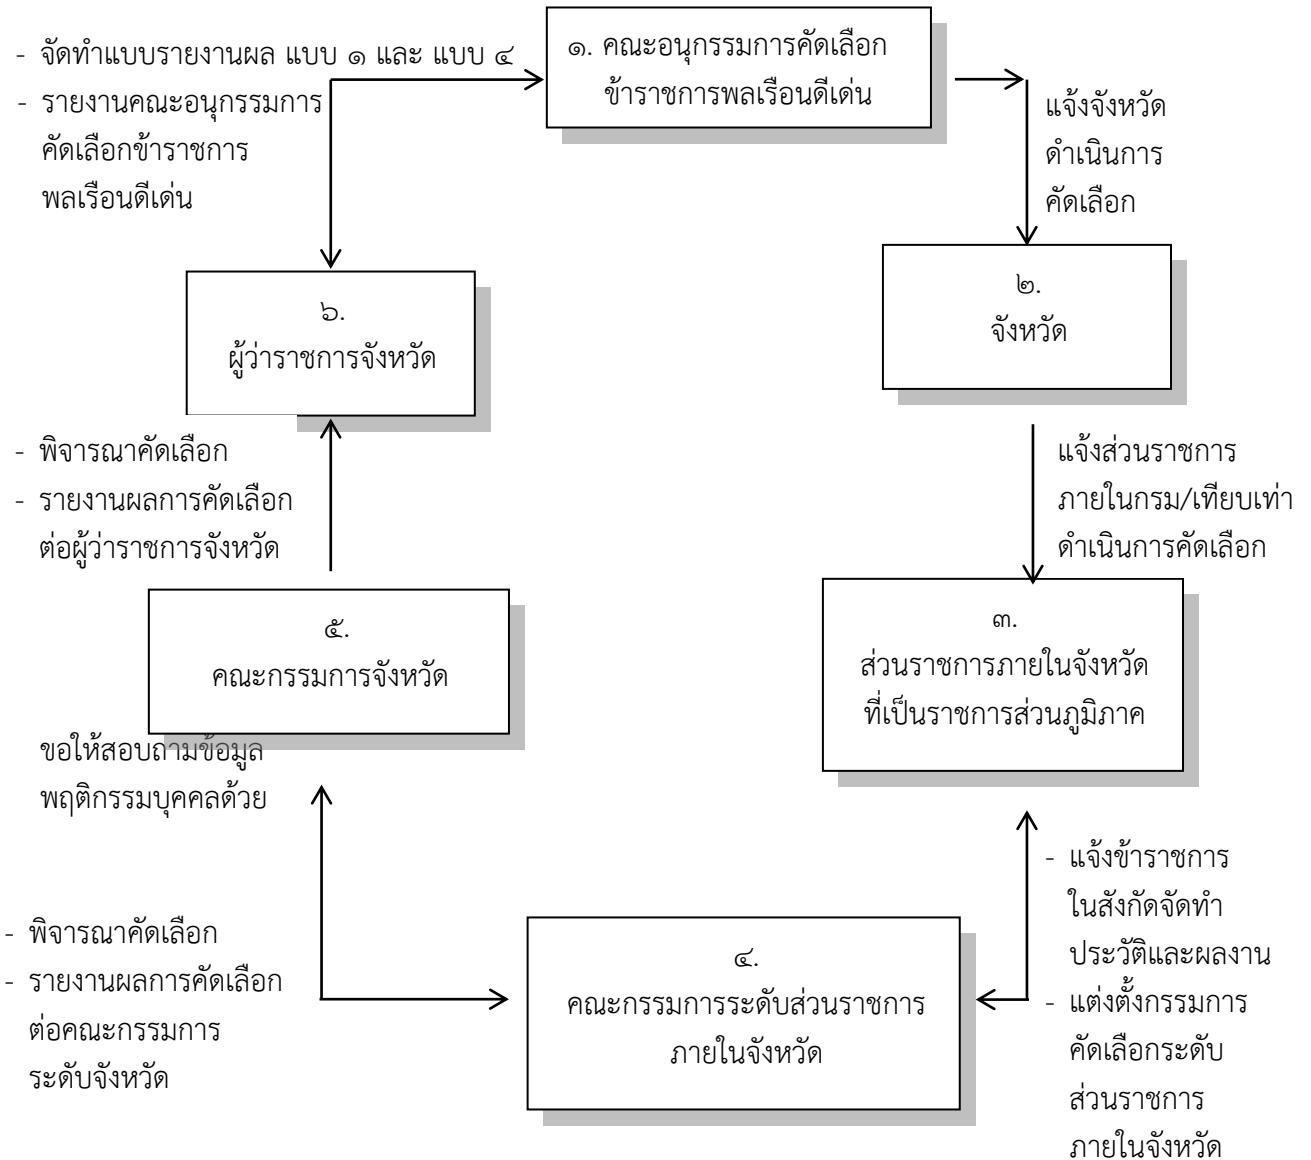 - จัดทำแบบรายงานผล แบบ ๑ และ แบบ ๔
- รายงานคณะอนุกรรมการ
คัดเลือกข้าราชการ
พลเรือนดีเด่น
๑. คณะอนุกรรมการคัดเลือก
ข้าราชการพลเรือนดีเด่น
แจ้งจังหวัด
ดำเนินการ
คัดเลือก
๒.
จังหวัด
แจ้งส่วนราชการ
ภายในกรม/เทียบเท่า
ดำเนินการคัดเลือก
๓.
ส่วนราชการภายในจังหวัด
ที่เป็นราชการส่วนภูมิภาค
- แจ้งข้าราชการ
ในสังกัดจัดทำ
ประวัติและผลงาน
- แต่งตั้งกรรมการ
คัดเลือกระดับ
ส่วนราชการ
ภายในจังหวัด
๔.
คณะกรรมการระดับส่วนราชการ
ภายในจังหวัด
- พิจารณาคัดเลือก
- รายงานผลการคัดเลือก
ต่อคณะกรรมการ
ระดับจังหวัด
ขอให้สอบถามข้อมูล
พฤติกรรมบุคคลด้วย
๕.
คณะกรรมการจังหวัด
- พิจารณาคัดเลือก
- รายงานผลการคัดเลือก
ต่อผู้ว่าราชการจังหวัด
๖.
ผู้ว่าราชการจังหวัด